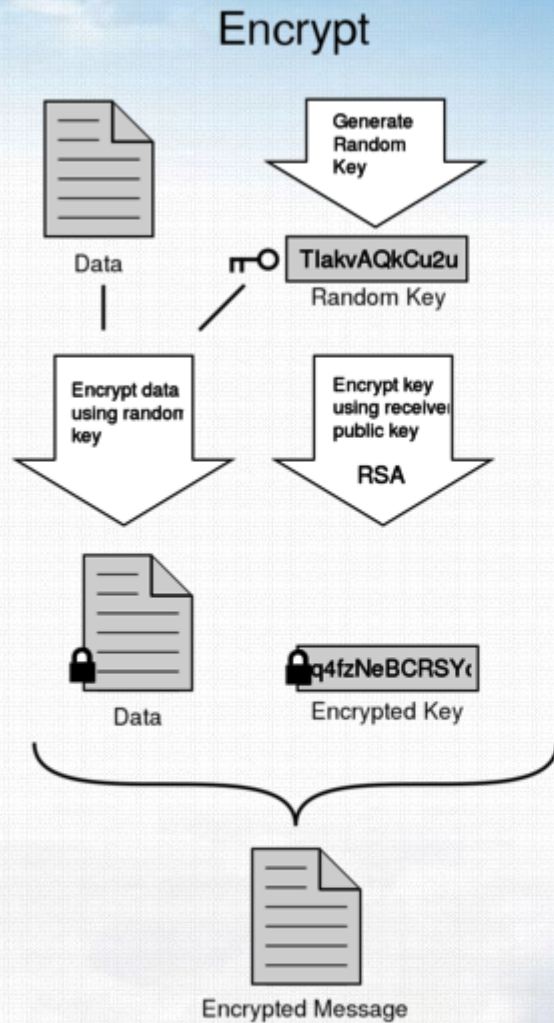 Encrypt
Generate
Random
Key
TIakvAQkCu2u
Data
Random Key
Encrypt data
using random
key
Encrypt key
using receiver
public key
RSA
q4fzNeBCRSY
Data
Encrypted Key
Encrypted Message